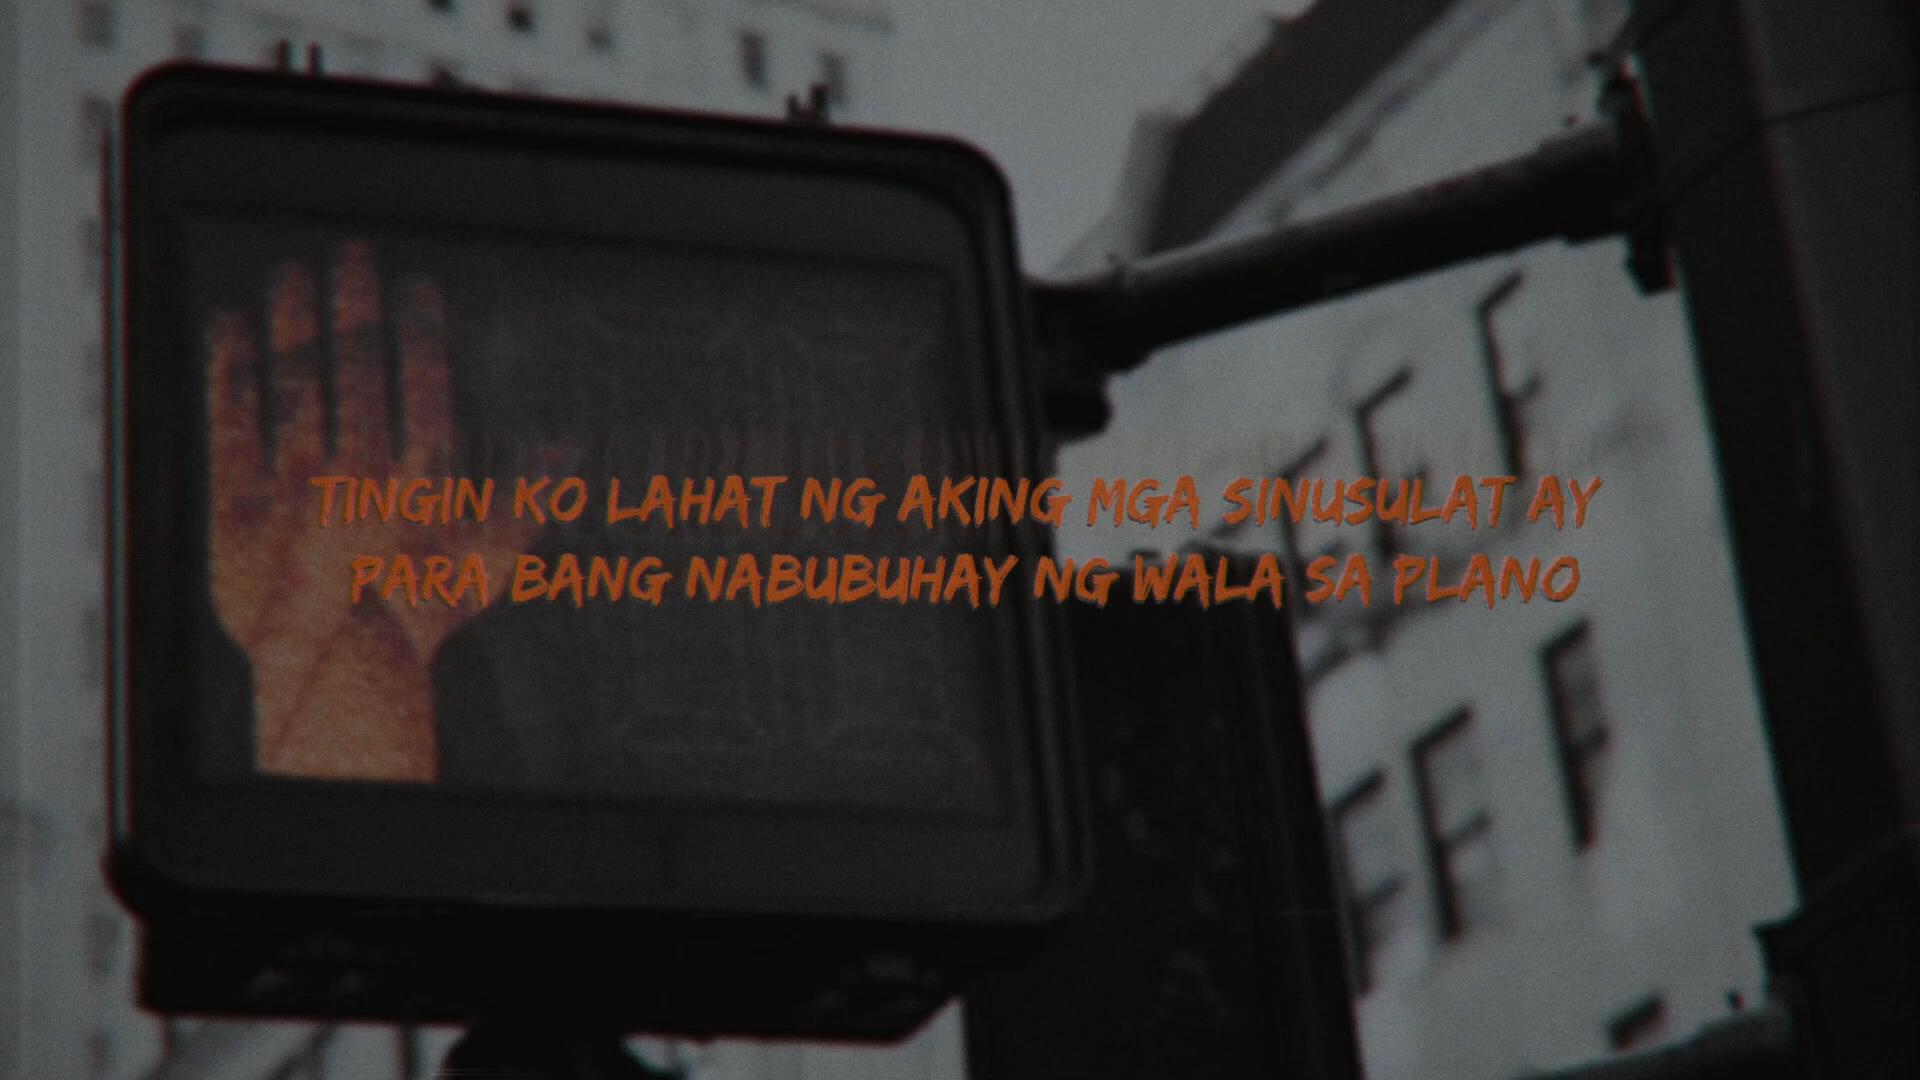 TINGIN KO LAHAT NG AKING MGA SINUSULAT AY
PARA BANG NABUBUHAY NG WALA SA PLANO